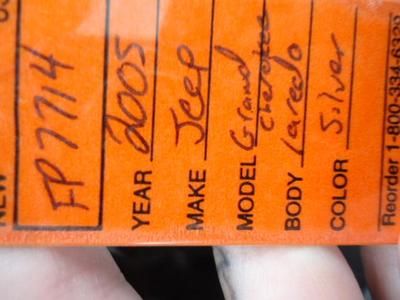 NEW
FP7714
YEAR 2005
MAKE Jeep
MODEL Grand Cherokee
BODY Laredo
COLOR Silver
Reorder 1-800-334-6320